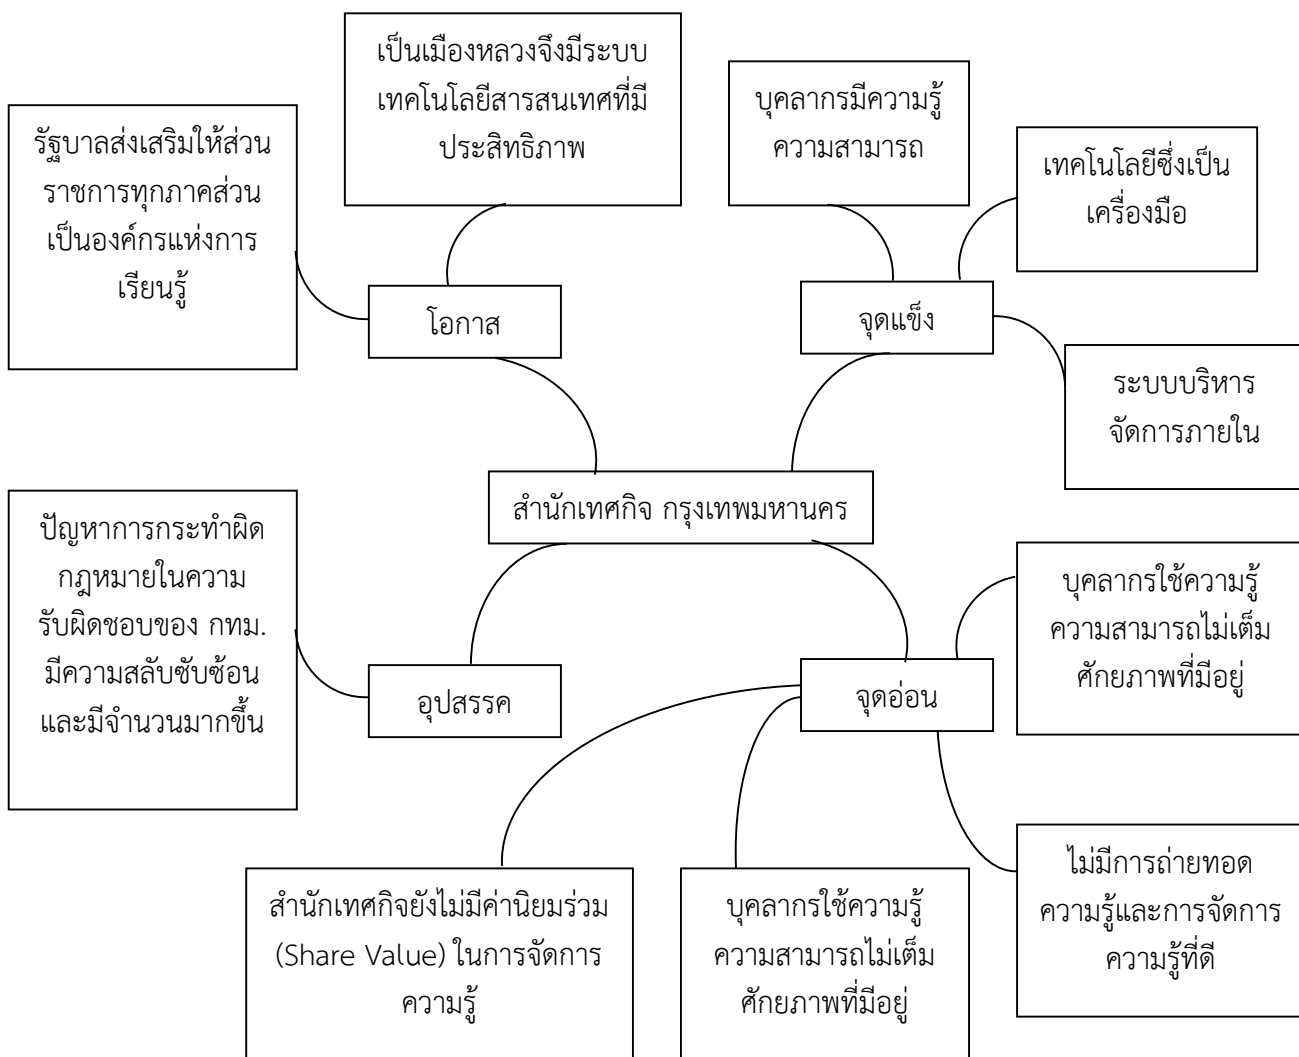 เป็นเมืองหลวงจึงมีระบบ
เทคโนโลยีสารสนเทศที่มี
ประสิทธิภาพ
บุคลากรมีความรู้
ความสามารถ
รัฐบาลส่งเสริมให้ส่วน
ราชการทุกภาคส่วน
เป็นองค์กรแห่งการ
เรียนรู้
เทคโนโลยีซึ่งเป็น
เครื่องมือ
โอกาส
จุดแข็ง
ระบบบริหาร
จัดการภายใน
สำนักเทศกิจ กรุงเทพมหานคร
ปัญหาการกระทำผิด
กฎหมายในความ
รับผิดชอบของ กทม.
มีความสลับซับซ้อน
และมีจำนวนมากขึ้น
บุคลากรใช้ความรู้
ความสามารถไม่เต็ม
ศักยภาพที่มีอยู่
อุปสรรค
จุดอ่อน
ไม่มีการถ่ายทอด
ความรู้และการจัดการ
ความรู้ที่ดี
สำนักเทศกิจยังไม่มีค่านิยมร่วม
(Share Value) ในการจัดการ
ความรู้
บุคลากรใช้ความรู้
ความสามารถไม่เต็ม
ศักยภาพที่มีอยู่